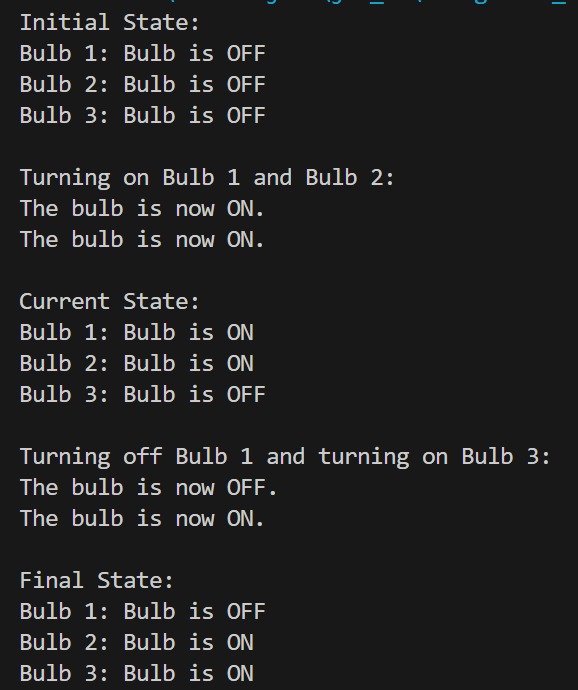 Initial State:
Bulb 1: Bulb is OFF
Bulb 2: Bulb is OFF
Bulb 3: Bulb is OFF
Turning on Bulb 1 and Bulb 2:
The bulb is now ON.
The bulb is now ON.
Current State:
Bulb 1: Bulb is ON
Bulb 2: Bulb is ON
Bulb 3: Bulb is OFF
Turning off Bulb 1 and turning on Bulb 3:
The bulb is now OFF.
The bulb is now ON.
Final State:
Bulb 1: Bulb is OFF
Bulb 2: Bulb is ON
Bulb 3: Bulb is ON